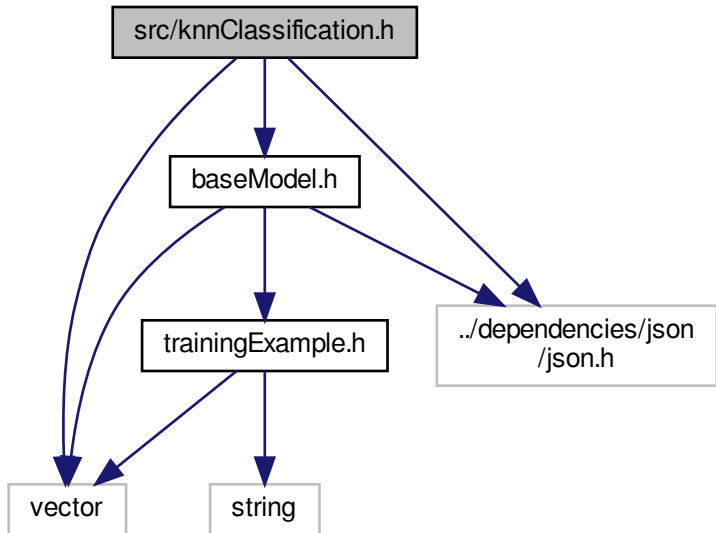 src/knnClassification.h
baseModel.h
trainingExample.h
../dependencies/json
/json.h
vector
string